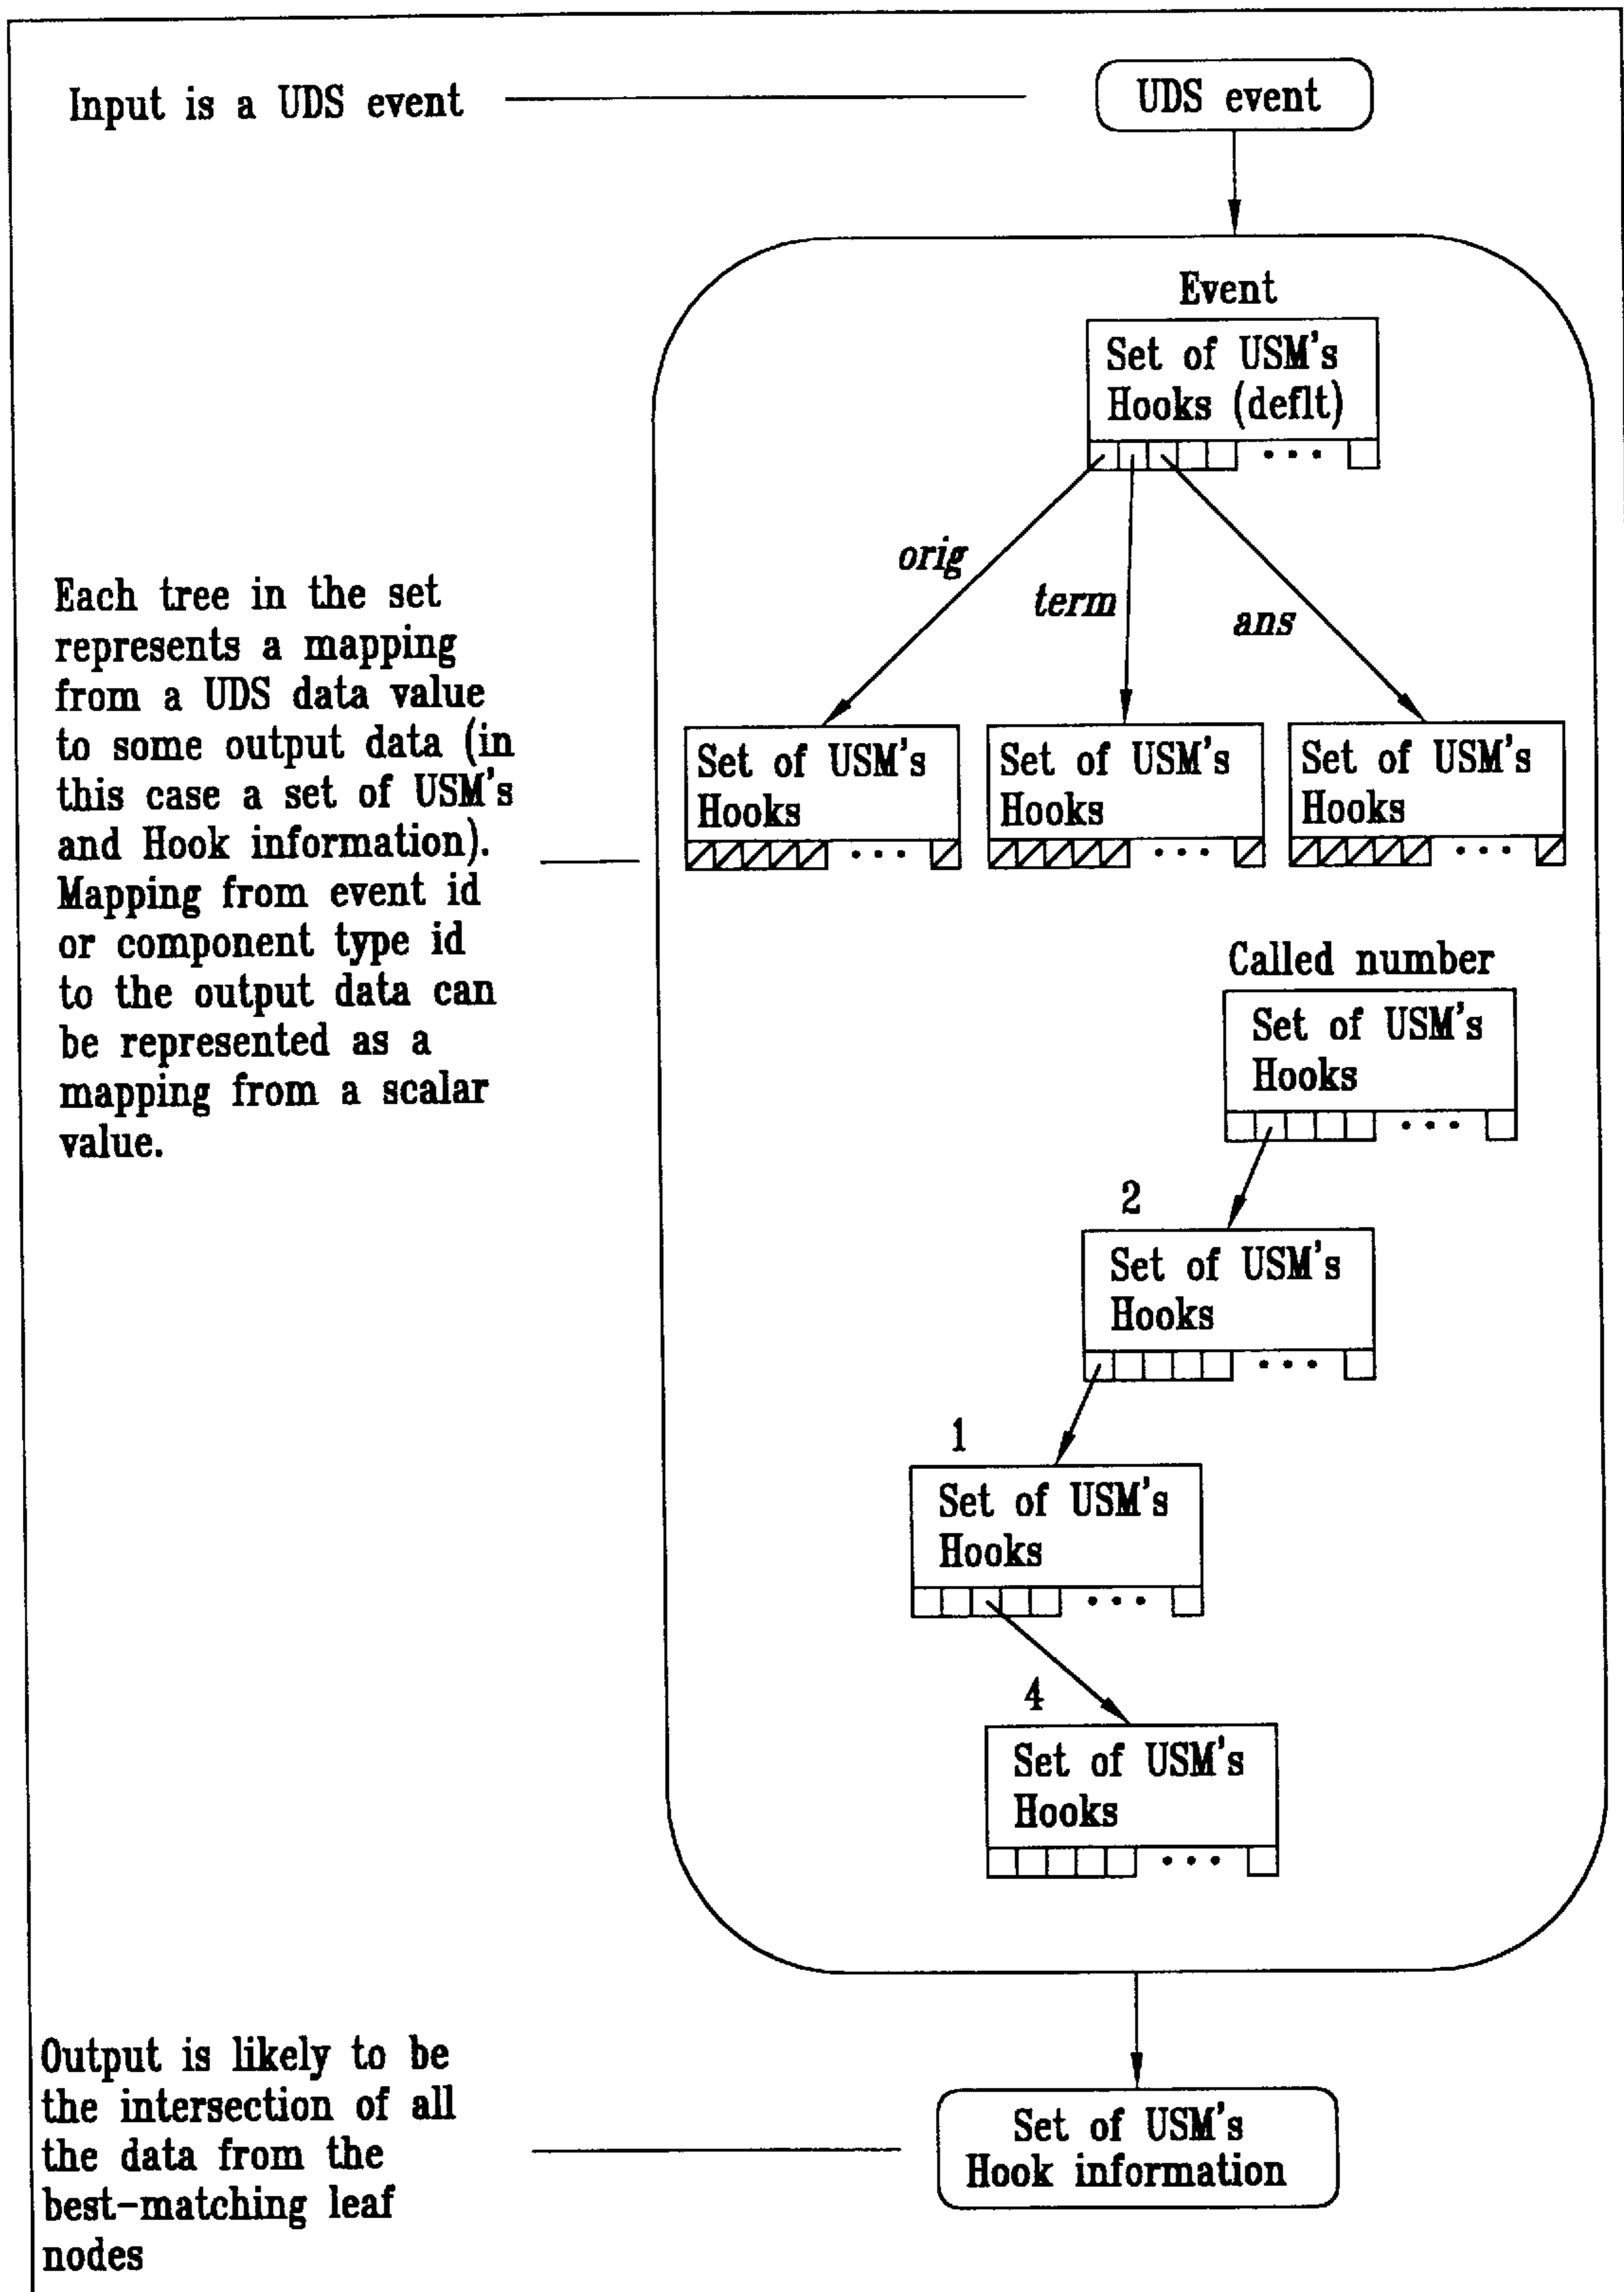 Input is a UDS event
UDS event
Event
Set of USM's
Hooks (deflt)
• • •
orig
term
ans
Set of USM's
Hooks
• • •
Set of USM's
Hooks
• • •
Set of USM's
Hooks
• • •
Each tree in the set
represents a mapping
from a UDS data value
to some output data (in
this case a set of USM's
and Hook information).
Mapping from event id
or component type id
to the output data can
be represented as a
mapping from a scalar
value.
Called number
Set of USM's
Hooks
• • •
2
Set of USM's
Hooks
• • •
1
Set of USM's
Hooks
• • •
4
Set of USM's
Hooks
• • •
Output is likely to be
the intersection of all
the data from the
best-matching leaf
nodes
Set of USM's
Hook information